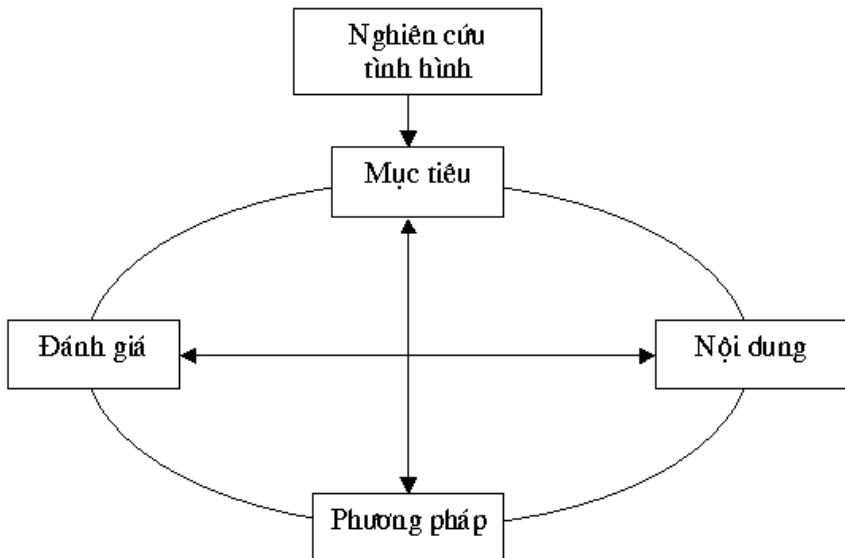 Nghiên cứu
tình hình
Mục tiêu
Đánh giá
Nội dung
Phương pháp